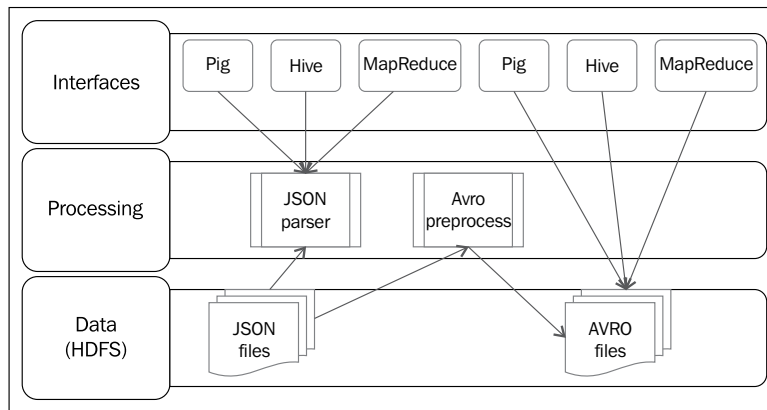 Interfaces
Pig
Hive
MapReduce
Pig
Hive
MapReduce
Processing
JSON
parser
Avro
preprocess
Data
(HDFS)
JSON
files
AVRO
files